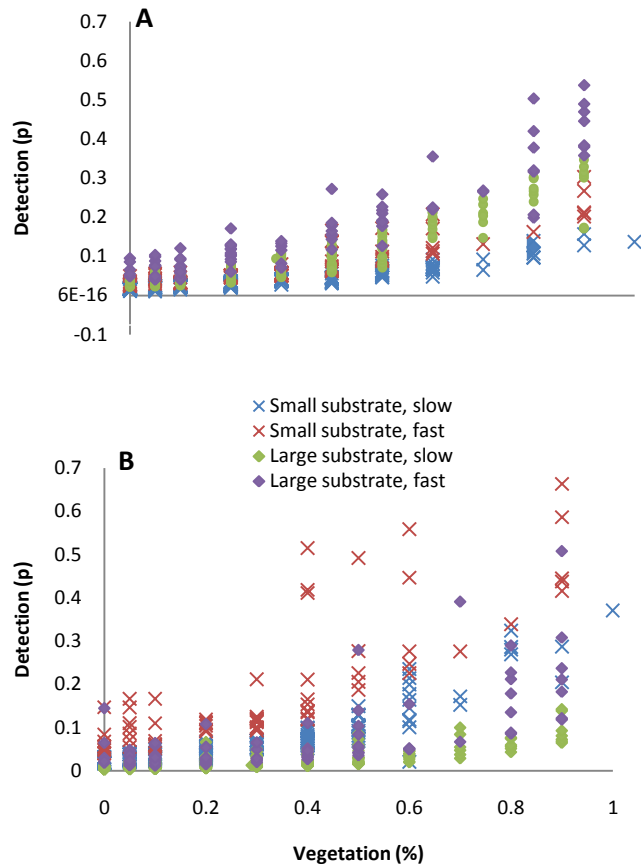 A
0.7
0.6
0.5
0.4
0.3
0.2
0.1
6E-16
-0.1
Detection (p)
Small substrate, slow
Small substrate, fast
Large substrate, slow
Large substrate, fast
B
0.7
0.6
0.5
0.4
0.3
0.2
0.1
0
Detection (p)
0 0.2 0.4 0.6 0.8 1
Vegetation (%)